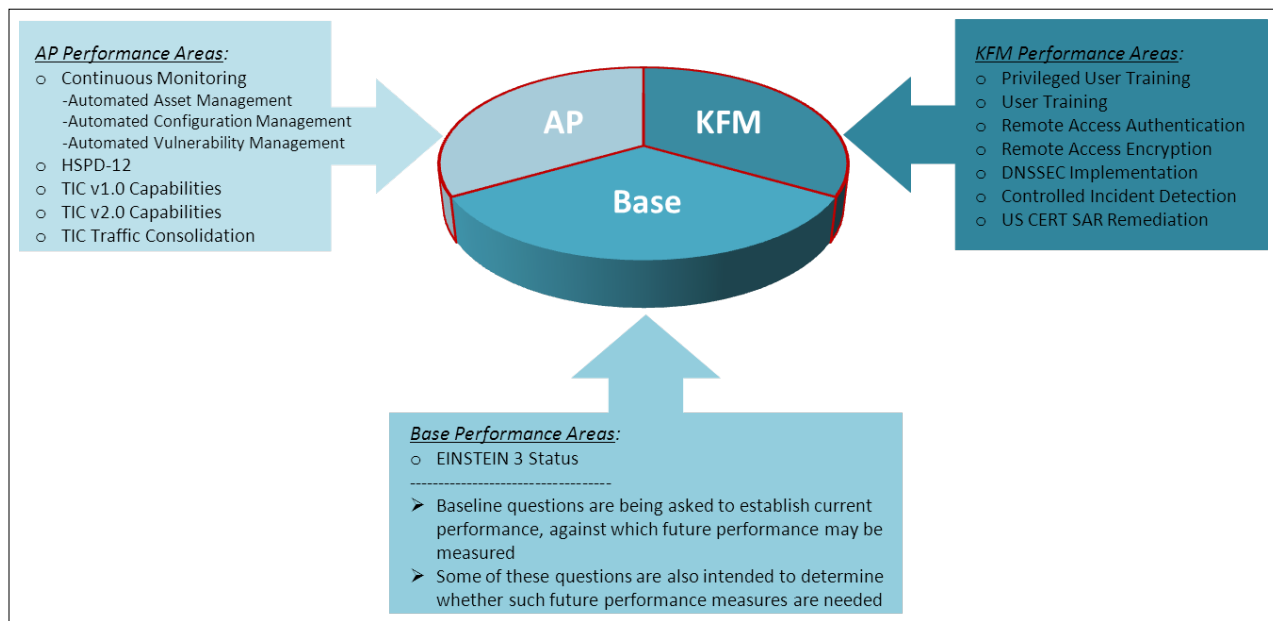 AP Performance Areas:
o Continuous Monitoring
-Automated Asset Management
-Automated Configuration Management
-Automated Vulnerability Management
o HSPD-12
o TIC v1.0 Capabilities
o TIC v2.0 Capabilities
o TIC Traffic Consolidation
AP
KFM
Base
KFM Performance Areas:
o Privileged User Training
o User Training
o Remote Access Authentication
o Remote Access Encryption
o DNSSEC Implementation
o Controlled Incident Detection
o US CERT SAR Remediation
Base Performance Areas:
o EINSTEIN 3 Status
-----------------------------------
➢ Baseline questions are being asked to establish current
performance, against which future performance may be
measured
➢ Some of these questions are also intended to determine
whether such future performance measures are needed